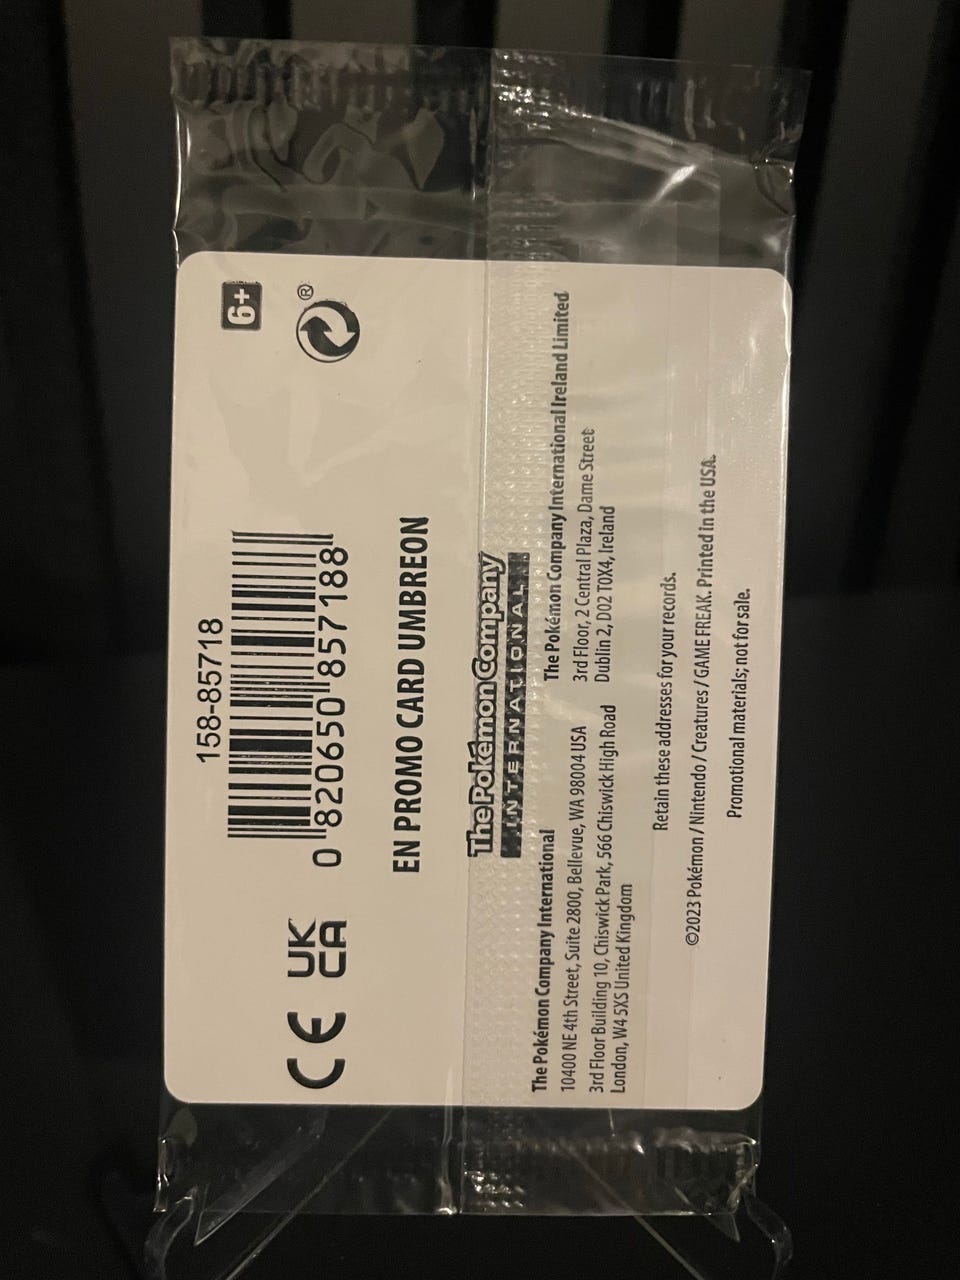 6+
®
158-85718
0 820650 857188
CE UK
CA
EN PROMO CARD UMBREON
The Pokémon Company
INTERNATIONAL
The Pokémon Company International
10400 NE 4th Street, Suite 2800, Bellevue, WA 98004 USA
3rd Floor Building 10, Chiswick Park, 566 Chiswick High Road
London, W4 5XS United Kingdom
The Pokémon Company International Ireland Limited
3rd Floor, 2 Central Plaza, Dame Street
Dublin 2, D02 T0X4, Ireland
Retain these addresses for your records.
©2023 Pokémon / Nintendo / Creatures / GAME FREAK. Printed in the USA.
Promotional materials; not for sale.